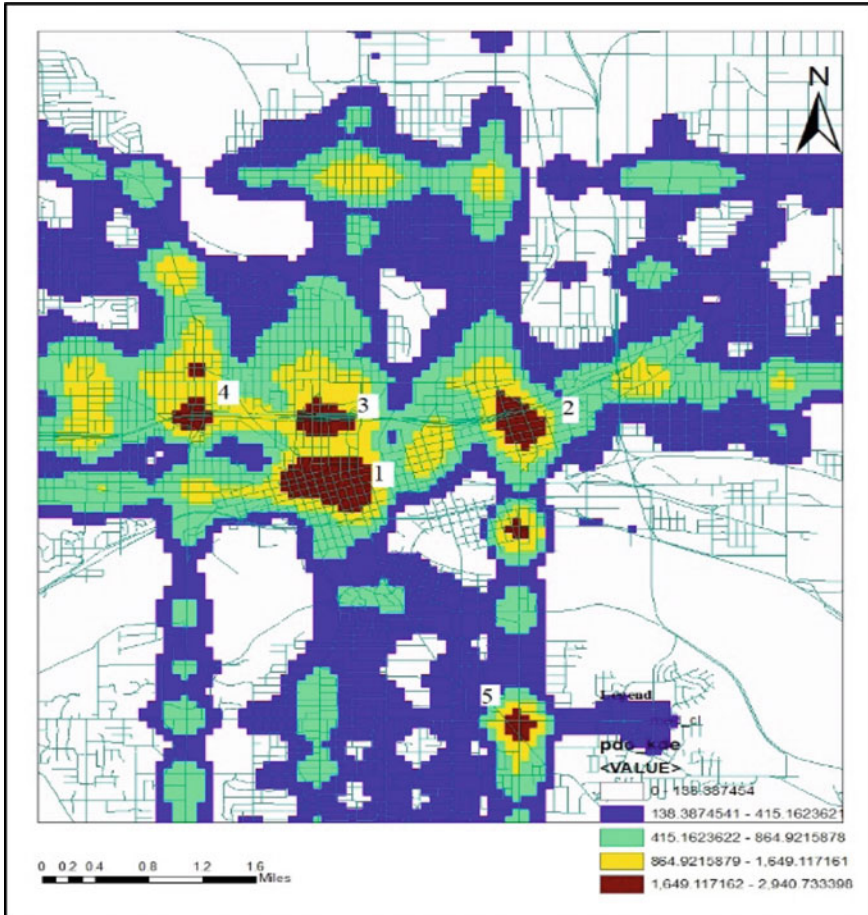 N
4
3
2
1
5
Legend
pdo_kde
<VALUE>
0 - 138.387454
138.3874541 - 415.1623621
415.1623622 - 864.9215878
864.9215879 - 1,649.117161
1,649.117162 - 2,940.733398
0 0.2 0.4 0.8 1.2 1.6
Miles